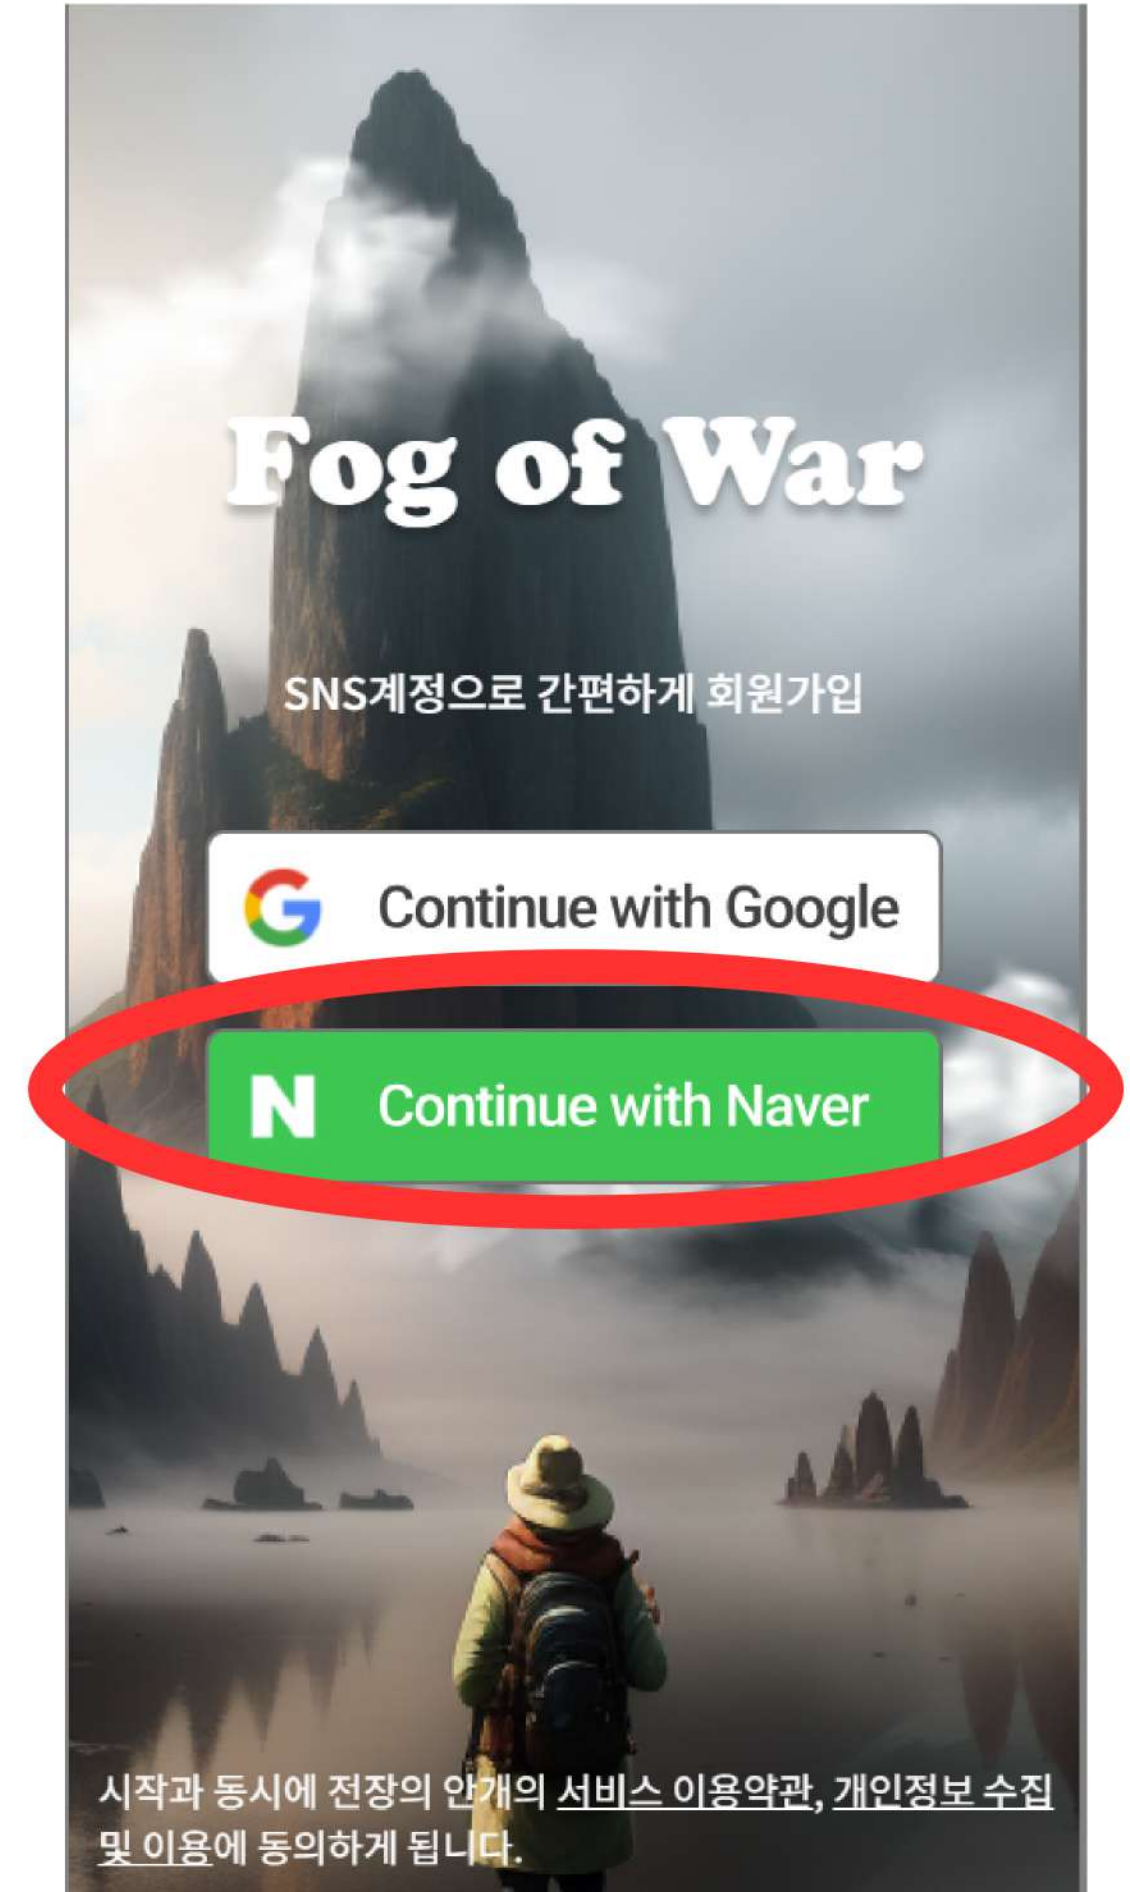 Fog of War
SNS계정으로 간편하게 회원가입
Continue with Google
N Continue with Naver
시작과 동시에 전장의 안개의 서비스 이용약관, 개인정보 수집
및 이용에 동의하게 됩니다.